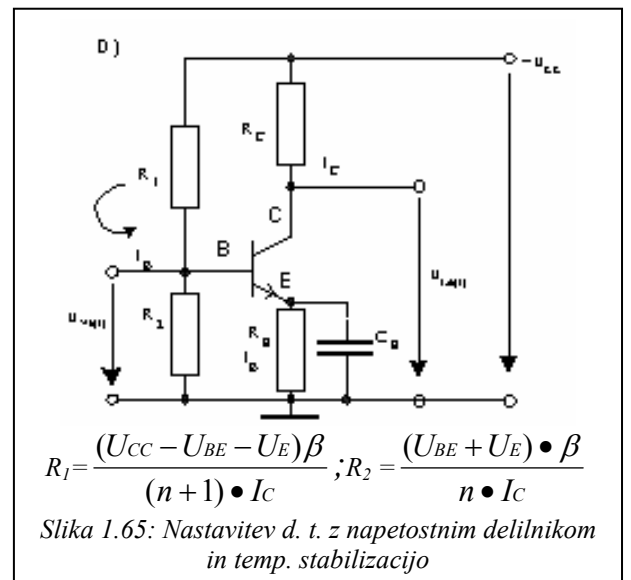 D)
-UCC
RC
R1
IC
C
B
IB
E
R2
RE
IE
CE
R1=(UCC – UBE – UE)β/(n+1)•IC ; R2 = (UBE + UE)•β/n•IC
Slika 1.65: Nastavitev d. t. z napetostnim delilnikom
in temp. stabilizacijo